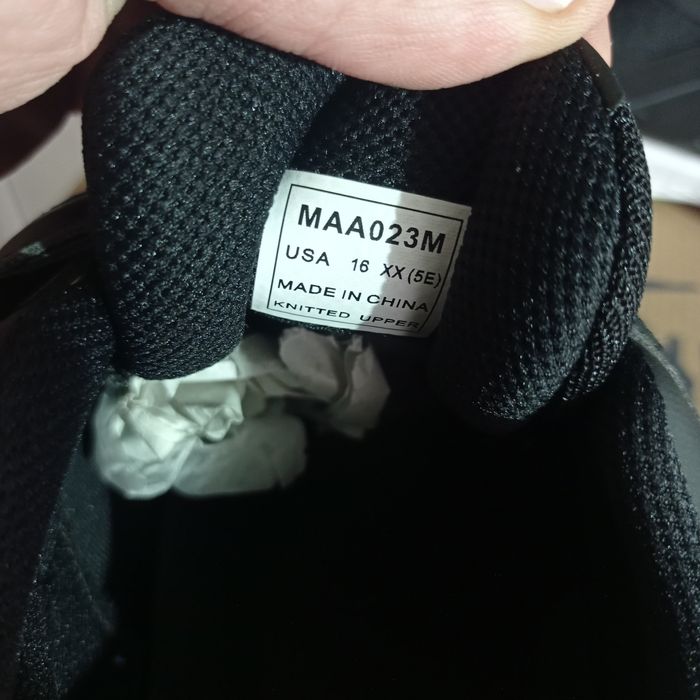 MAA023M
USA 16 XX (5E)
MADE IN CHINA
KNITTED UPPER